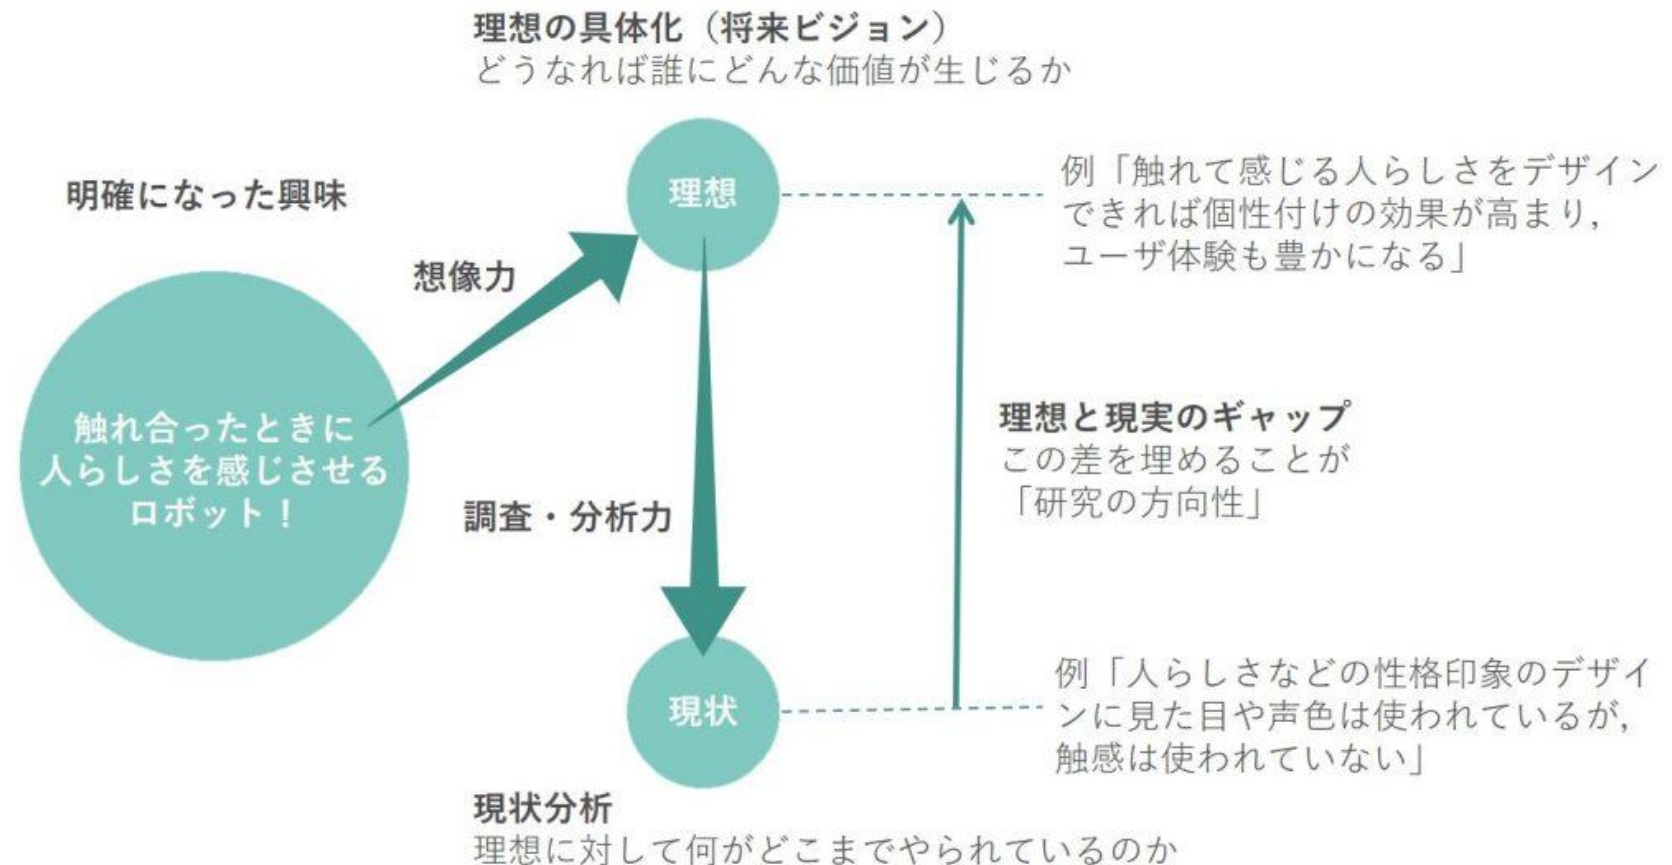 理想の具体化（将来ビジョン）
どうなれば誰にどんな価値が生じるか
明確になった興味
想像力
理想
例「触れて感じる人らしさをデザイン
できれば個性付けの効果が高まり，
ユーザ体験も豊かになる」
触れ合ったときに
人らしさを感じさせる
ロボット！
調査・分析力
理想と現実のギャップ
この差を埋めることが
「研究の方向性」
現状
例「人らしさなどの性格印象のデザイ
ンに見た目や声色は使われているが，
触感は使われていない」
現状分析
理想に対して何がどこまでやられているのか